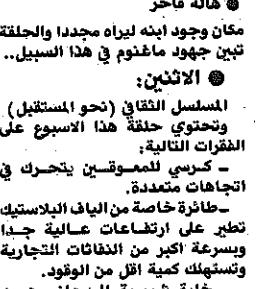 ● هالة فاخر
مكان وجود ابنه ليراه مجددا والحلقة
تبين جهود ماغنوم في هذا السبيل..
● الاثنين:
المسلسل الثقافي (نحو المستقبل)
وتحتوي حلقة هذا الاسبوع على
الفقرات التالية:
ـ كرسي للمعوقسين يتحرك في
اتجاهات متعددة.
ـ طائرة خاصة من الياف البلاستيك
تطير على ارتفاعات عالية جدا
وبسرعة اكبر من النفاثات التجارية
وتستهلك كمية اقل من الوقود.